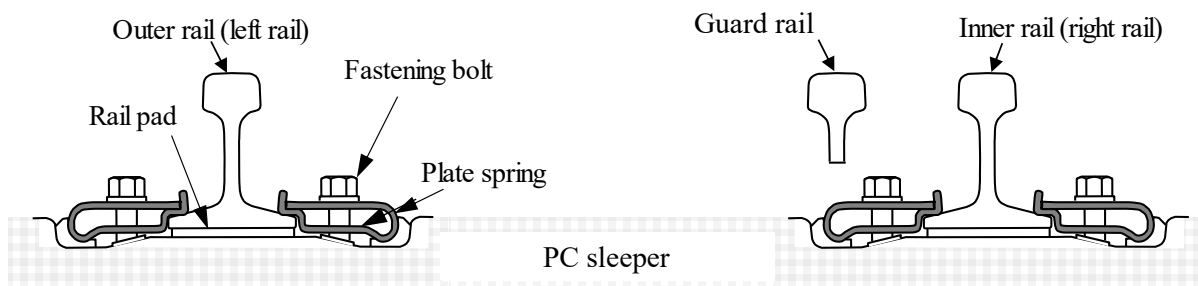 Outer rail (left rail)
Guard rail
Inner rail (right rail)
Fastening bolt
Rail pad
Plate spring
PC sleeper